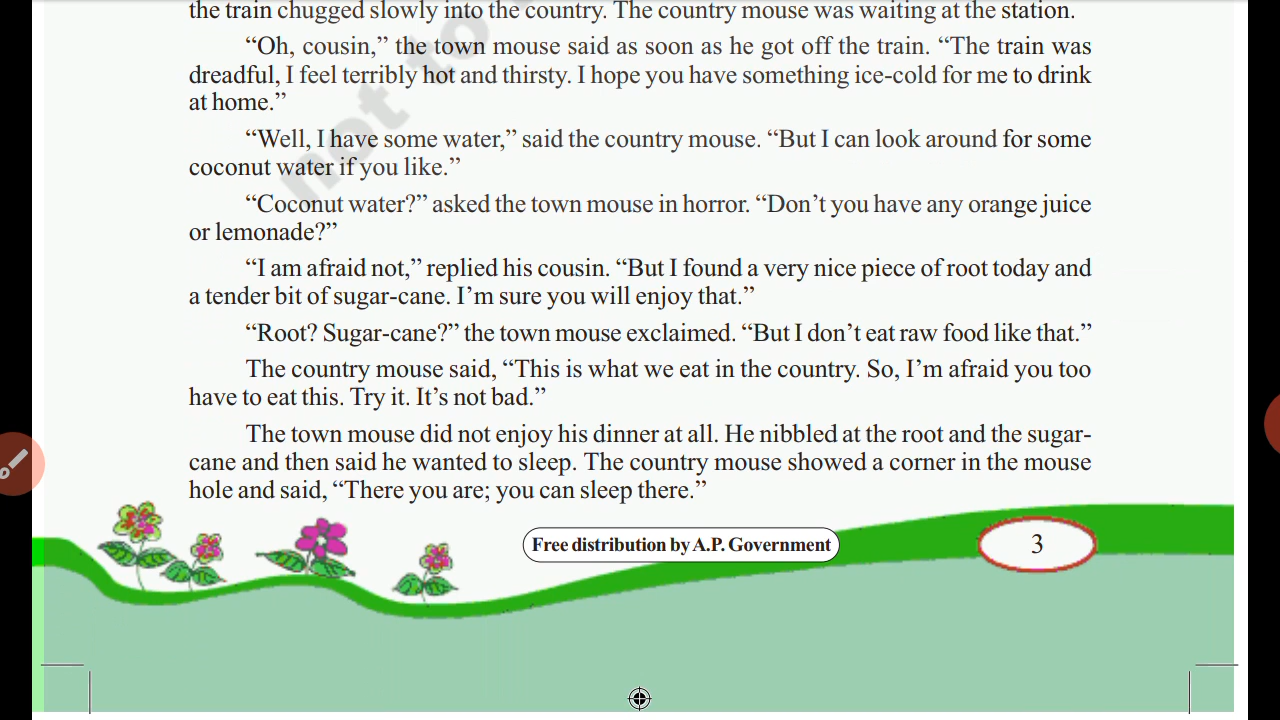 the train chugged slowly into the country. The country mouse was waiting at the station.
“Oh, cousin,” the town mouse said as soon as he got off the train. “The train was
dreadful, I feel terribly hot and thirsty. I hope you have something ice-cold for me to drink
at home.”
“Well, I have some water,” said the country mouse. “But I can look around for some
coconut water if you like.”
“Coconut water?” asked the town mouse in horror. “Don’t you have any orange juice
or lemonade?”
“I am afraid not,” replied his cousin. “But I found a very nice piece of root today and
a tender bit of sugar-cane. I’m sure you will enjoy that.”
“Root? Sugar-cane?” the town mouse exclaimed. “But I don’t eat raw food like that.”
The country mouse said, “This is what we eat in the country. So, I’m afraid you too
have to eat this. Try it. It’s not bad.”
The town mouse did not enjoy his dinner at all. He nibbled at the root and the sugar-
cane and then said he wanted to sleep. The country mouse showed a corner in the mouse
hole and said, “There you are; you can sleep there.”
Free distribution by A.P. Government
3
not to